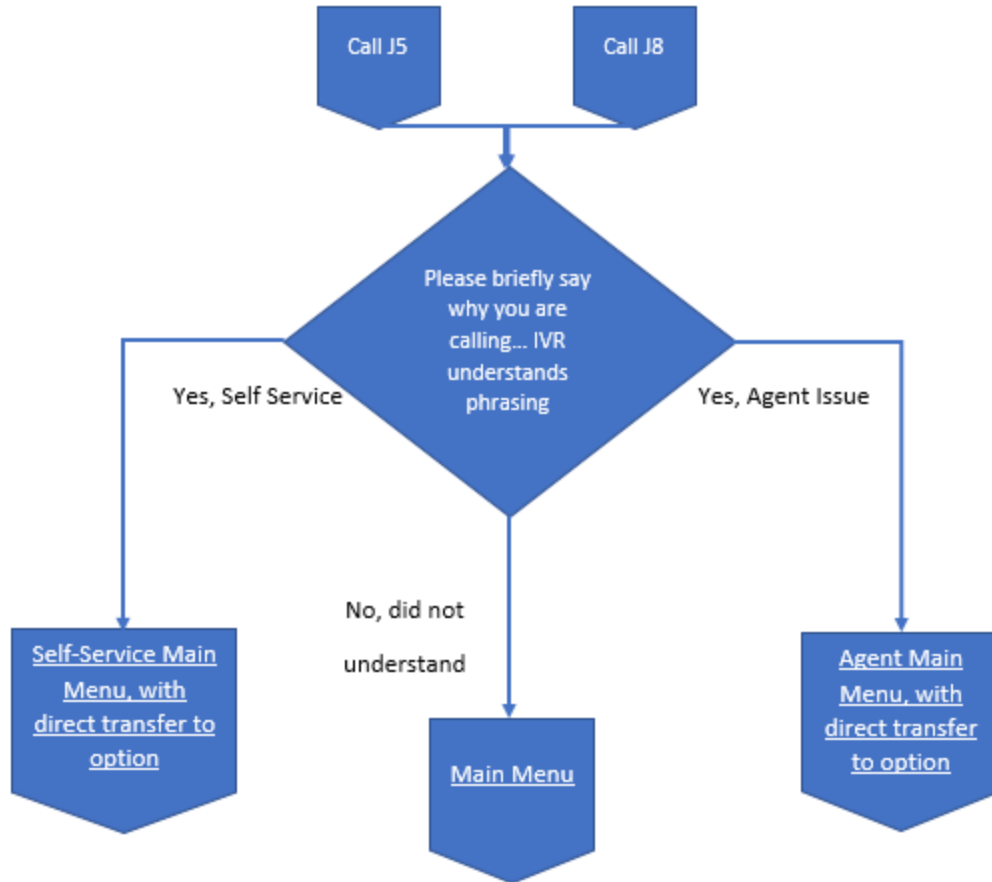 Call J5
Call J8
Please briefly say
why you are
calling... IVR
understands
phrasing
Yes, Self Service
Yes, Agent Issue
No, did not
understand
Self-Service Main
Menu, with
direct transfer to
option
Main Menu
Agent Main
Menu, with
direct transfer
to option